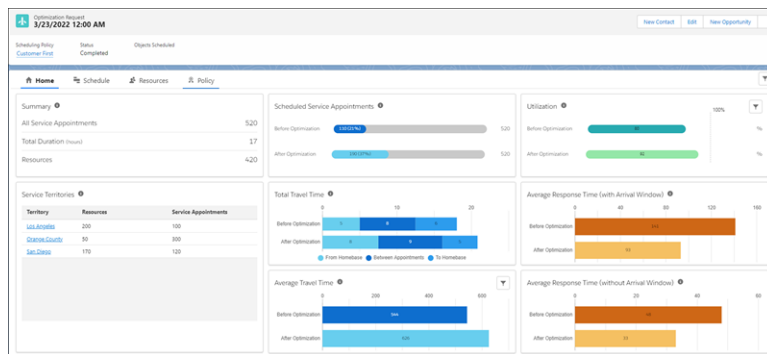 Optimization Request
3/23/2022 12:00 AM
New Contact
Edit
New Opportunity
Scheduling Policy
Status
Objects Scheduled
Customer First
Completed
Home
Schedule
Resources
Policy
Summary
All Service Appointments 520
Total Duration (hours) 17
Resources 420
Scheduled Service Appointments
Before Optimization 520
After Optimization 520
Utilization
100%
Before Optimization %
After Optimization %
Service Territories
Territory Resources Service Appointments
Los Angeles 200 100
Orange County 50 300
San Diego 170 120
Total Travel Time
0 10 20
Before Optimization
After Optimization
From Homebase Between Appointments To Homebase
Average Response Time (with Arrival Window)
0 40 80 120 160
Before Optimization
After Optimization
Average Travel Time
0 200 400 600
Before Optimization
After Optimization
Average Response Time (without Arrival Window)
0 20 40 60
Before Optimization
After Optimization